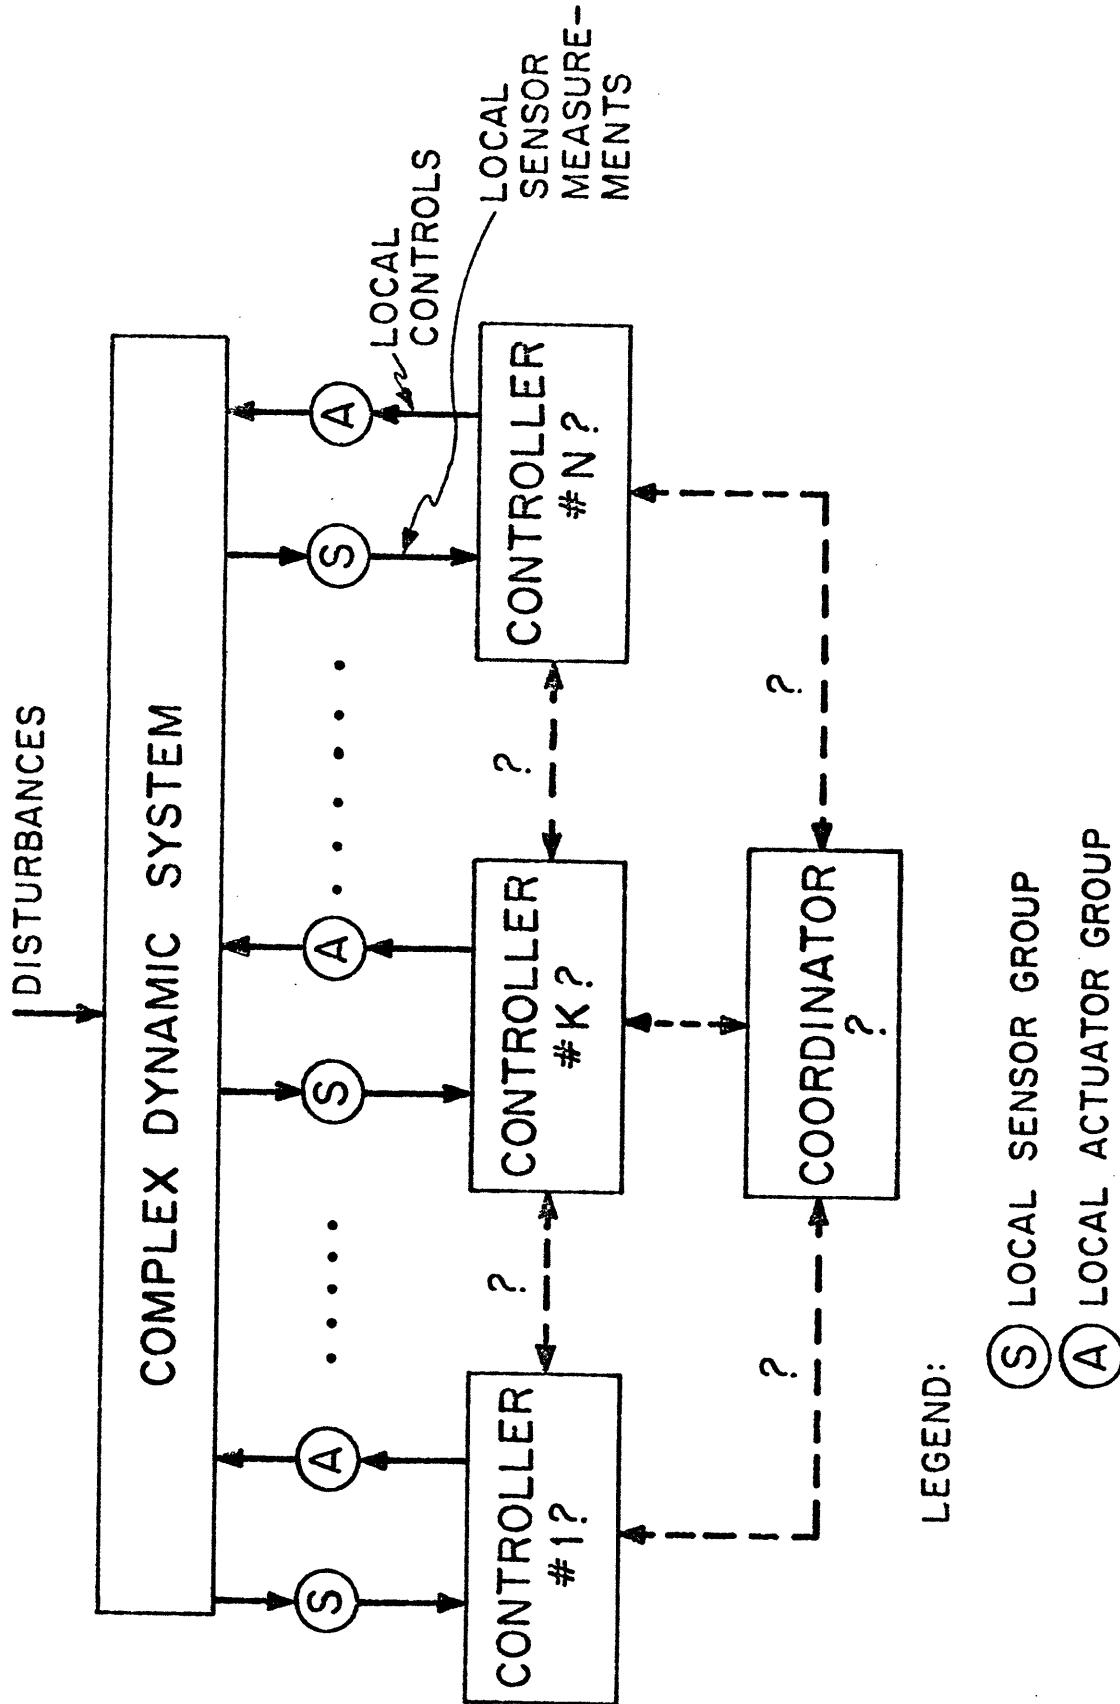 DISTURBANCES
COMPLEX DYNAMIC SYSTEM
S
A
S
A
S
A
LOCAL
CONTROLS
LOCAL
SENSOR
MEASURE-
MENTS
CONTROLLER
#1?
?
CONTROLLER
#K?
?
CONTROLLER
#N?
?
COORDINATOR
?
?
LEGEND:
S LOCAL SENSOR GROUP
A LOCAL ACTUATOR GROUP